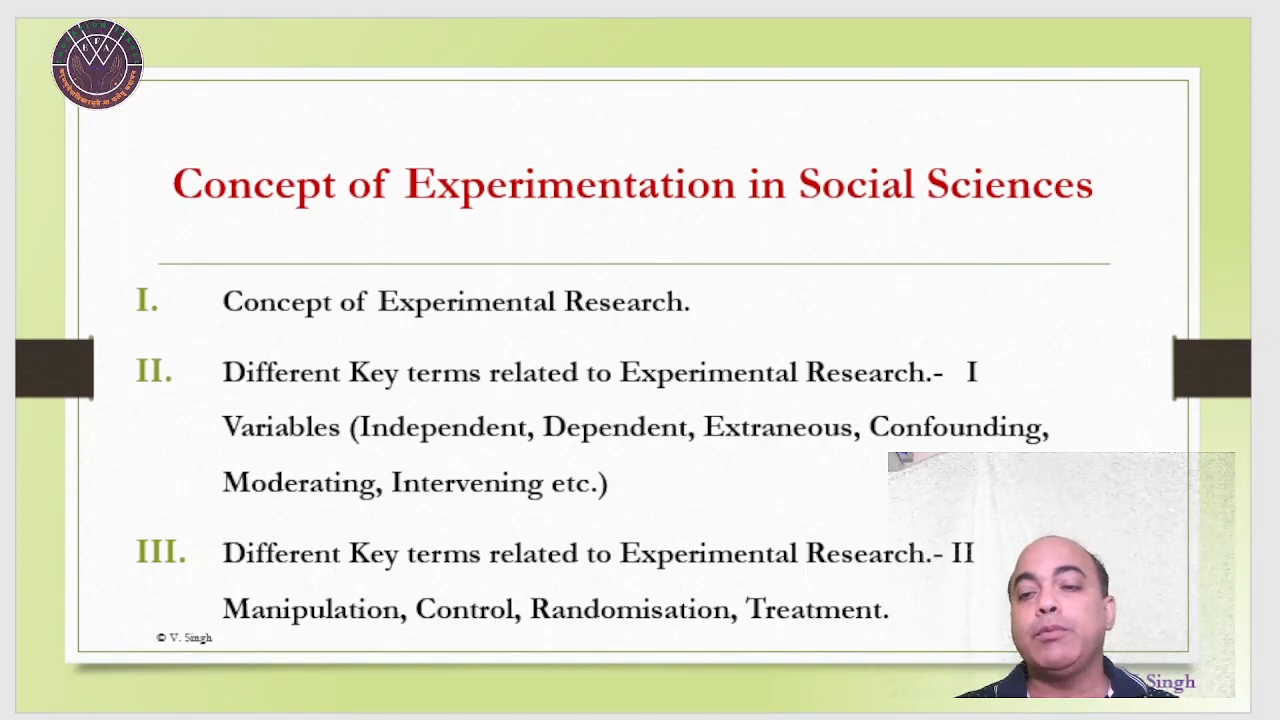 E F A
Concept of Experimentation in Social Sciences
I. Concept of Experimental Research.
II. Different Key terms related to Experimental Research.- I
Variables (Independent, Dependent, Extraneous, Confounding,
Moderating, Intervening etc.)
III. Different Key terms related to Experimental Research.- II
Manipulation, Control, Randomisation, Treatment.
© V. Singh
Singh